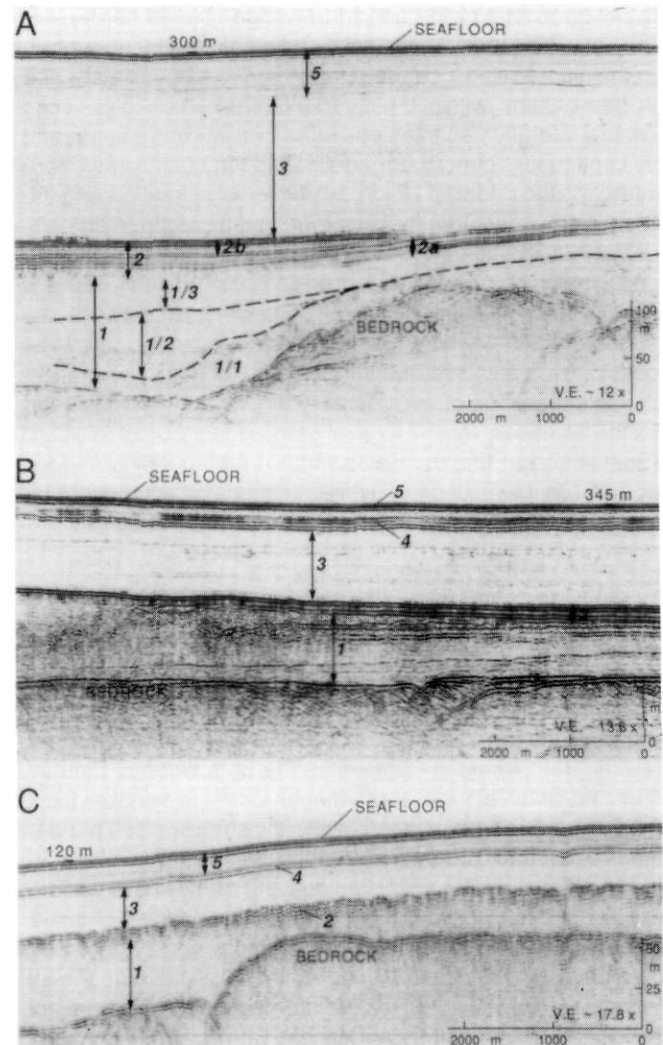 A
300 m
SEAFLOOR
5
3
2
2b
2a
1/3
1
1/2
1/1
BEDROCK
100
m
50
0
V.E. ~ 12 x
2000 m 1000 0
B
SEAFLOOR
5
345 m
4
3
1
BEDROCK
m
V.E. ~ 13.6 x
2000 m 1000 0
C
SEAFLOOR
120 m
5
4
3
2
1
BEDROCK
50
m
25
V.E. ~ 17.8 x
0
2000 m 1000 0